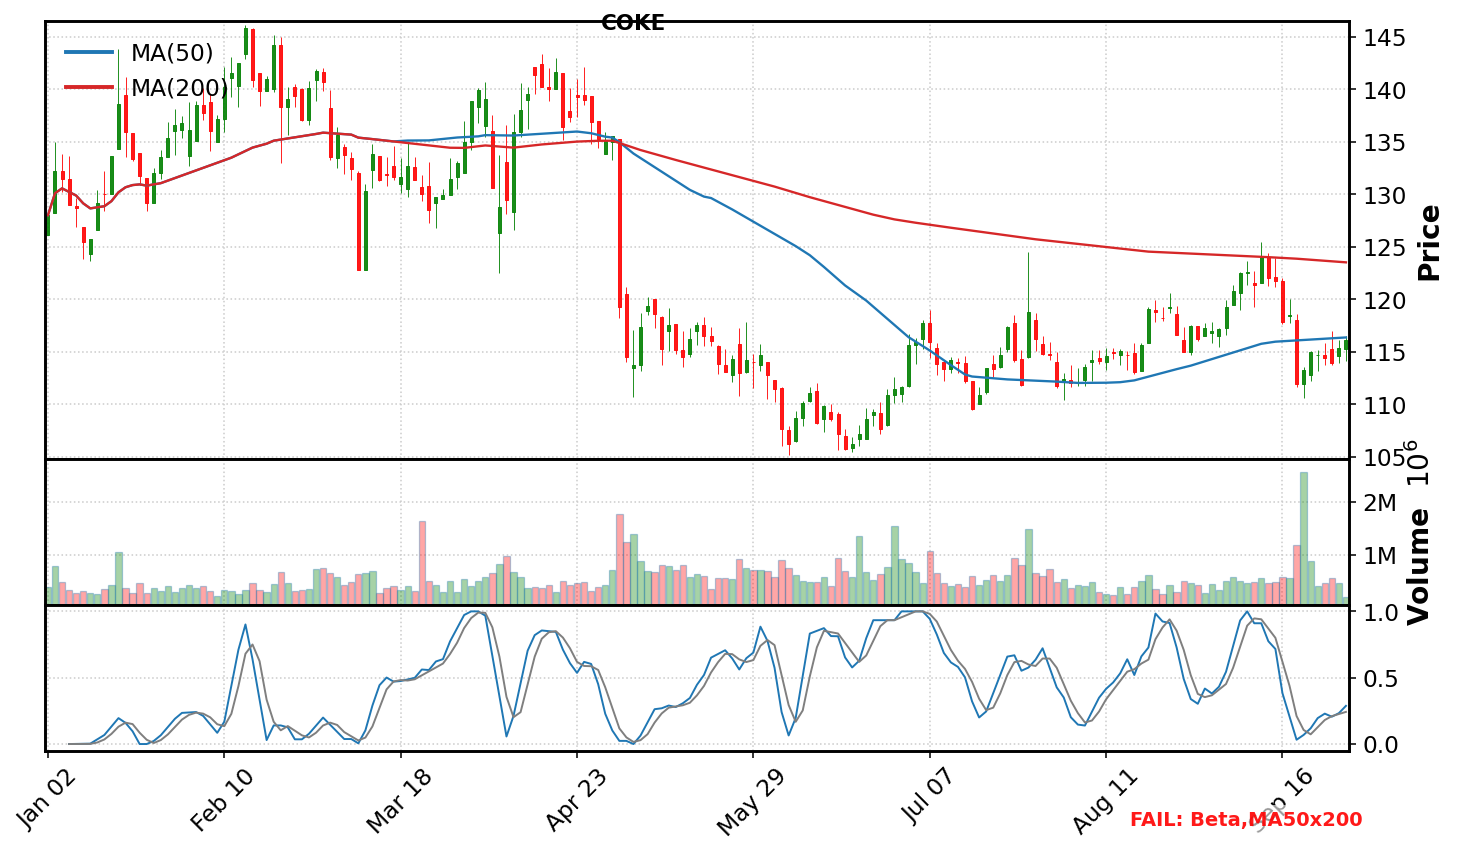 COKE
MA(50)
MA(200)
145
140
135
130
125
120
115
110
105
Price
10^6
2M
1M
Volume
1.0
0.5
0.0
Jan 02
Feb 10
Mar 18
Apr 23
May 29
Jul 07
Aug 11
Sep 16
FAIL: Beta,MA50x200